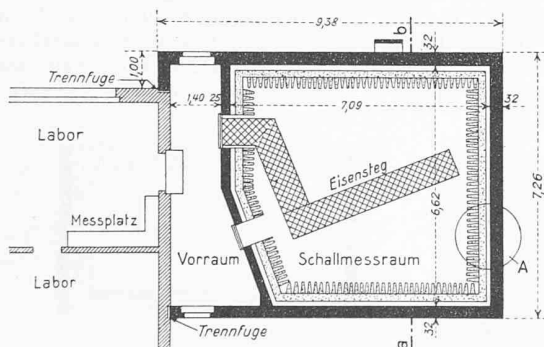 9,38
b
32
1,00
Trennfuge
1,40 25
7,09
32
Labor
Eisensteg
6,62
7,26
Messplatz
Vorraum
Schallmessraum
A
Labor
Trennfuge
32
a